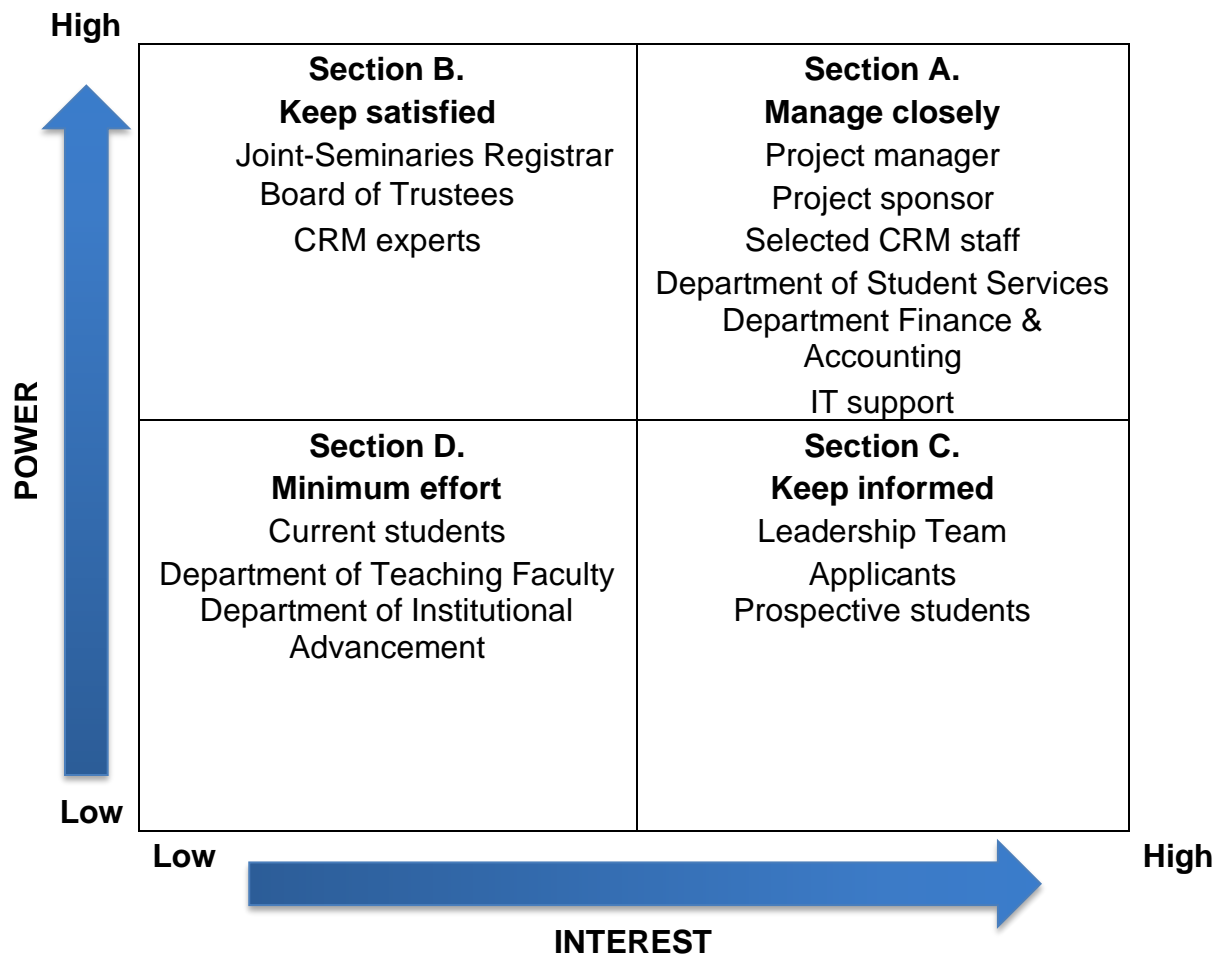 High
Section B.
Keep satisfied
Joint-Seminaries Registrar
Board of Trustees
CRM experts
Section A.
Manage closely
Project manager
Project sponsor
Selected CRM staff
Department of Student Services
Department Finance &
Accounting
IT support
POWER
Section D.
Minimum effort
Current students
Department of Teaching Faculty
Department of Institutional
Advancement
Section C.
Keep informed
Leadership Team
Applicants
Prospective students
Low
Low
High
INTEREST